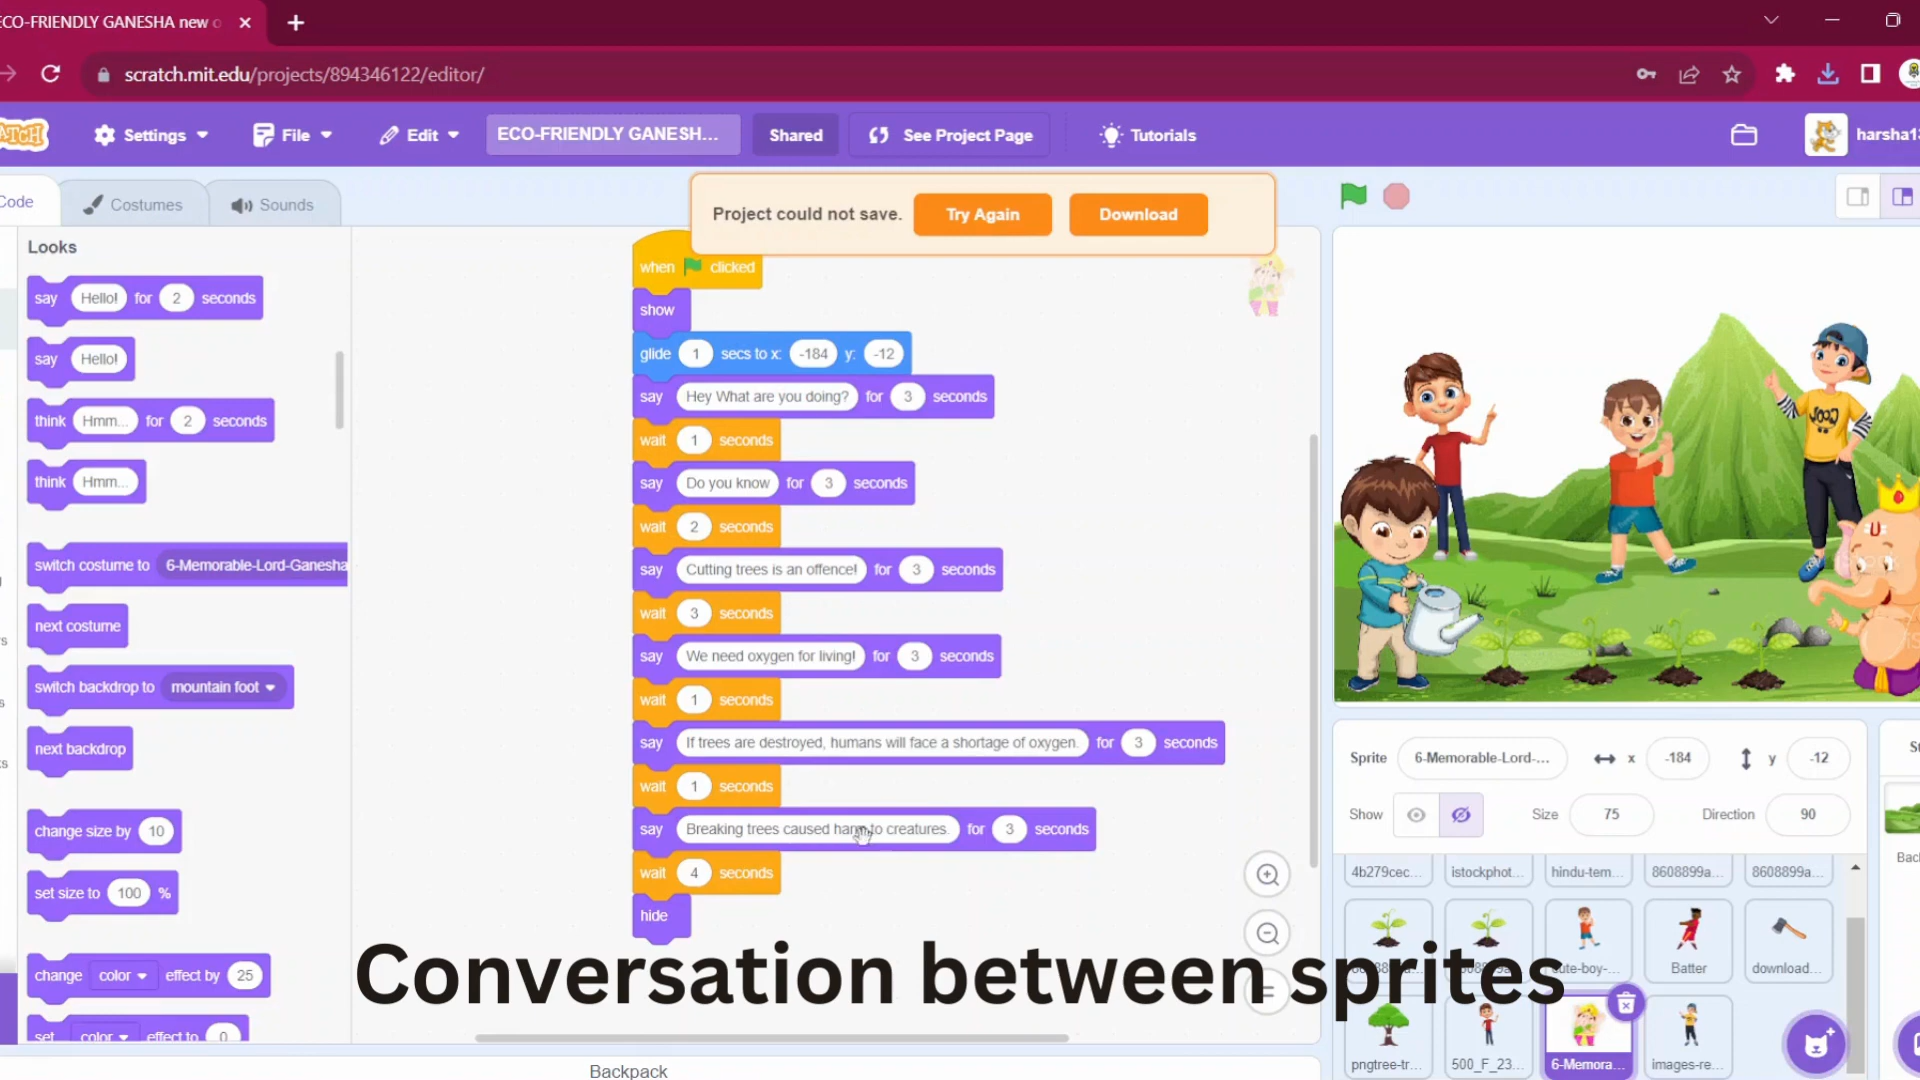 ECO-FRIENDLY GANESHA new
scratch.mit.edu/projects/894346122/editor/
Settings File Edit ECO-FRIENDLY GANESH... Shared See Project Page Tutorials
Code Costumes Sounds
Project could not save. Try Again Download
Looks
say Hello! for 2 seconds
say Hello!
think Hmm... for 2 seconds
think Hmm...
switch costume to 6-Memorable-Lord-Ganesha
next costume
switch backdrop to mountain foot
next backdrop
change size by 10
set size to 100 %
change color effect by 25
set color effect to 0
when clicked
show
glide 1 secs to x: -184 y: -12
say Hey What are you doing? for 3 seconds
wait 1 seconds
say Do you know for 3 seconds
wait 2 seconds
say Cutting trees is an offence! for 3 seconds
wait 3 seconds
say We need oxygen for living! for 3 seconds
wait 1 seconds
say If trees are destroyed, humans will face a shortage of oxygen. for 3 seconds
wait 1 seconds
say Breaking trees caused harm to creatures. for 3 seconds
wait 4 seconds
hide
Conversation between sprites
Backpack
COOL
Sprite 6-Memorable-Lord-... x -184 y -12
Show Size 75 Direction 90
4b279cec... istockphot... hindu-tem... 8608899a... 8608899a...
Batter download...
pngtree-tr... 500_F_23... 6-Memora... images-re...